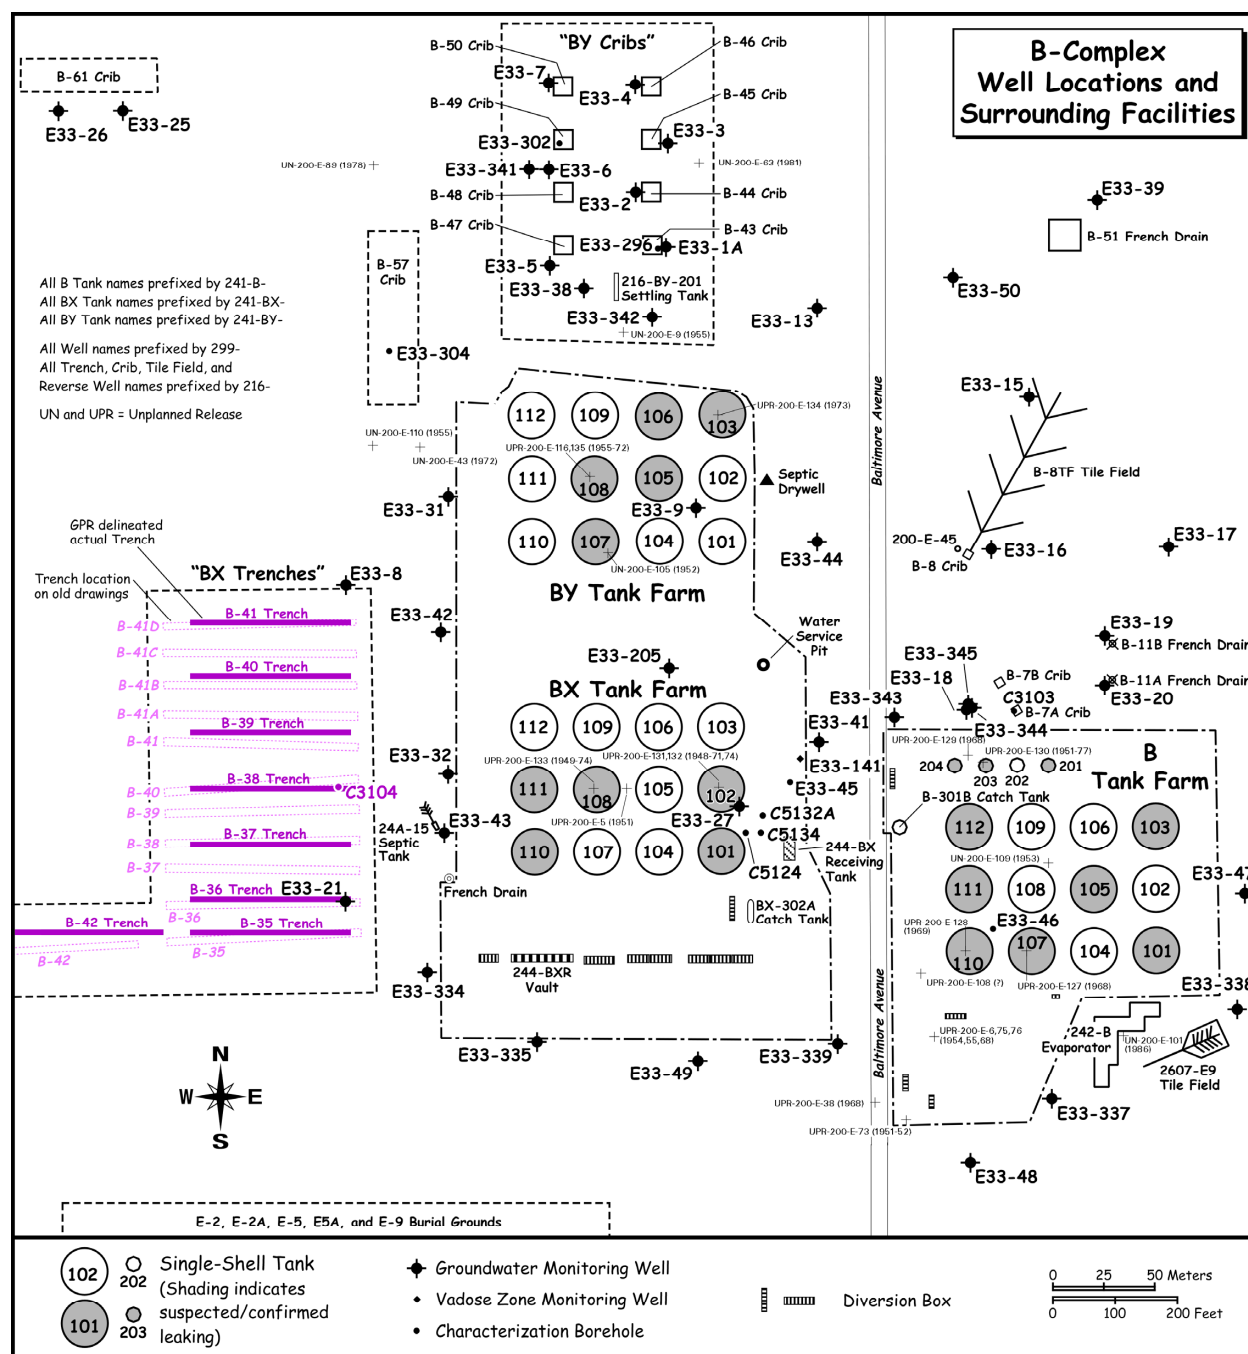 B-Complex
Well Locations and
Surrounding Facilities
B-61 Crib
E33-26
E33-25
"BY Cribs"
B-50 Crib
B-46 Crib
E33-7
E33-4
B-49 Crib
B-45 Crib
E33-302
E33-3
UN-200-E-89 (1978)
UN-200-E-63 (1981)
E33-341
E33-6
B-48 Crib
E33-2
B-44 Crib
B-47 Crib
E33-296
B-43 Crib
E33-1A
E33-5
E33-38
216-BY-201
Settling Tank
E33-342
UN-200-E-9 (1955)
E33-13
B-57
Crib
E33-304
E33-39
B-51 French Drain
E33-50
All B Tank names prefixed by 241-B-
All BX Tank names prefixed by 241-BX-
All BY Tank names prefixed by 241-BY-
All Well names prefixed by 299-
All Trench, Crib, Tile Field, and
Reverse Well names prefixed by 216-
UN and UPR = Unplanned Release
UN-200-E-110 (1955)
UN-200-E-43 (1972)
112
109
106
103
UPR-200-E-134 (1973)
UPR-200-E-116,135 (1955-72)
111
108
105
102
Septic
Drywell
E33-31
E33-9
110
107
104
101
UN-200-E-105 (1952)
E33-44
BY Tank Farm
Baltimore Avenue
E33-15
B-8TF Tile Field
200-E-45
B-8 Crib
E33-16
E33-17
GPR delineated
actual Trench
Trench location
on old drawings
"BX Trenches"
E33-8
B-41 Trench
B-41D
B-41C
B-40 Trench
B-41B
B-41A
B-39 Trench
B-41
B-38 Trench
B-40
C3104
B-39
B-37 Trench
B-38
B-37
B-36 Trench
E33-21
B-36
B-42 Trench
B-35 Trench
B-42
B-35
E33-42
E33-205
Water
Service
Pit
BX Tank Farm
112
109
106
103
E33-343
E33-41
E33-32
UPR-200-E-133 (1949-74)
UPR-200-E-131,132 (1948-71,74)
E33-141
111
108
105
102
E33-45
UPR-200-E-5 (1951)
E33-27
C5132A
24A-15
Septic
Tank
E33-43
C5134
110
107
104
101
C5124
244-BX
Receiving
Tank
French Drain
BX-302A
Catch Tank
244-BXR
Vault
E33-334
E33-335
E33-49
E33-339
Baltimore Avenue
E33-19
B-11B French Drain
B-11A French Drain
E33-20
E33-345
E33-18
B-7B Crib
C3103
B-7A Crib
E33-344
UPR-200-E-129 (1968)
UPR-200-E-130 (1951-77)
B
Tank Farm
204
203
202
201
B-301B Catch Tank
112
109
106
103
UN-200-E-109 (1953)
111
108
105
102
E33-47
UPR-200-E-128
(1969)
E33-46
110
107
104
101
UPR-200-E-108 (?)
UPR-200-E-127 (1968)
E33-338
UPR-200-E-6,75,76
(1954,55,68)
242-B
Evaporator
UN-200-E-101
(1986)
2607-E9
Tile Field
UPR-200-E-38 (1968)
E33-337
UPR-200-E-73 (1951-52)
E33-48
N
W
E
S
E-2, E-2A, E-5, E5A, and E-9 Burial Grounds
102
202
Single-Shell Tank
(Shading indicates
suspected/confirmed
leaking)
101
203
Groundwater Monitoring Well
Vadose Zone Monitoring Well
Characterization Borehole
Diversion Box
0 25 50 Meters
0 100 200 Feet